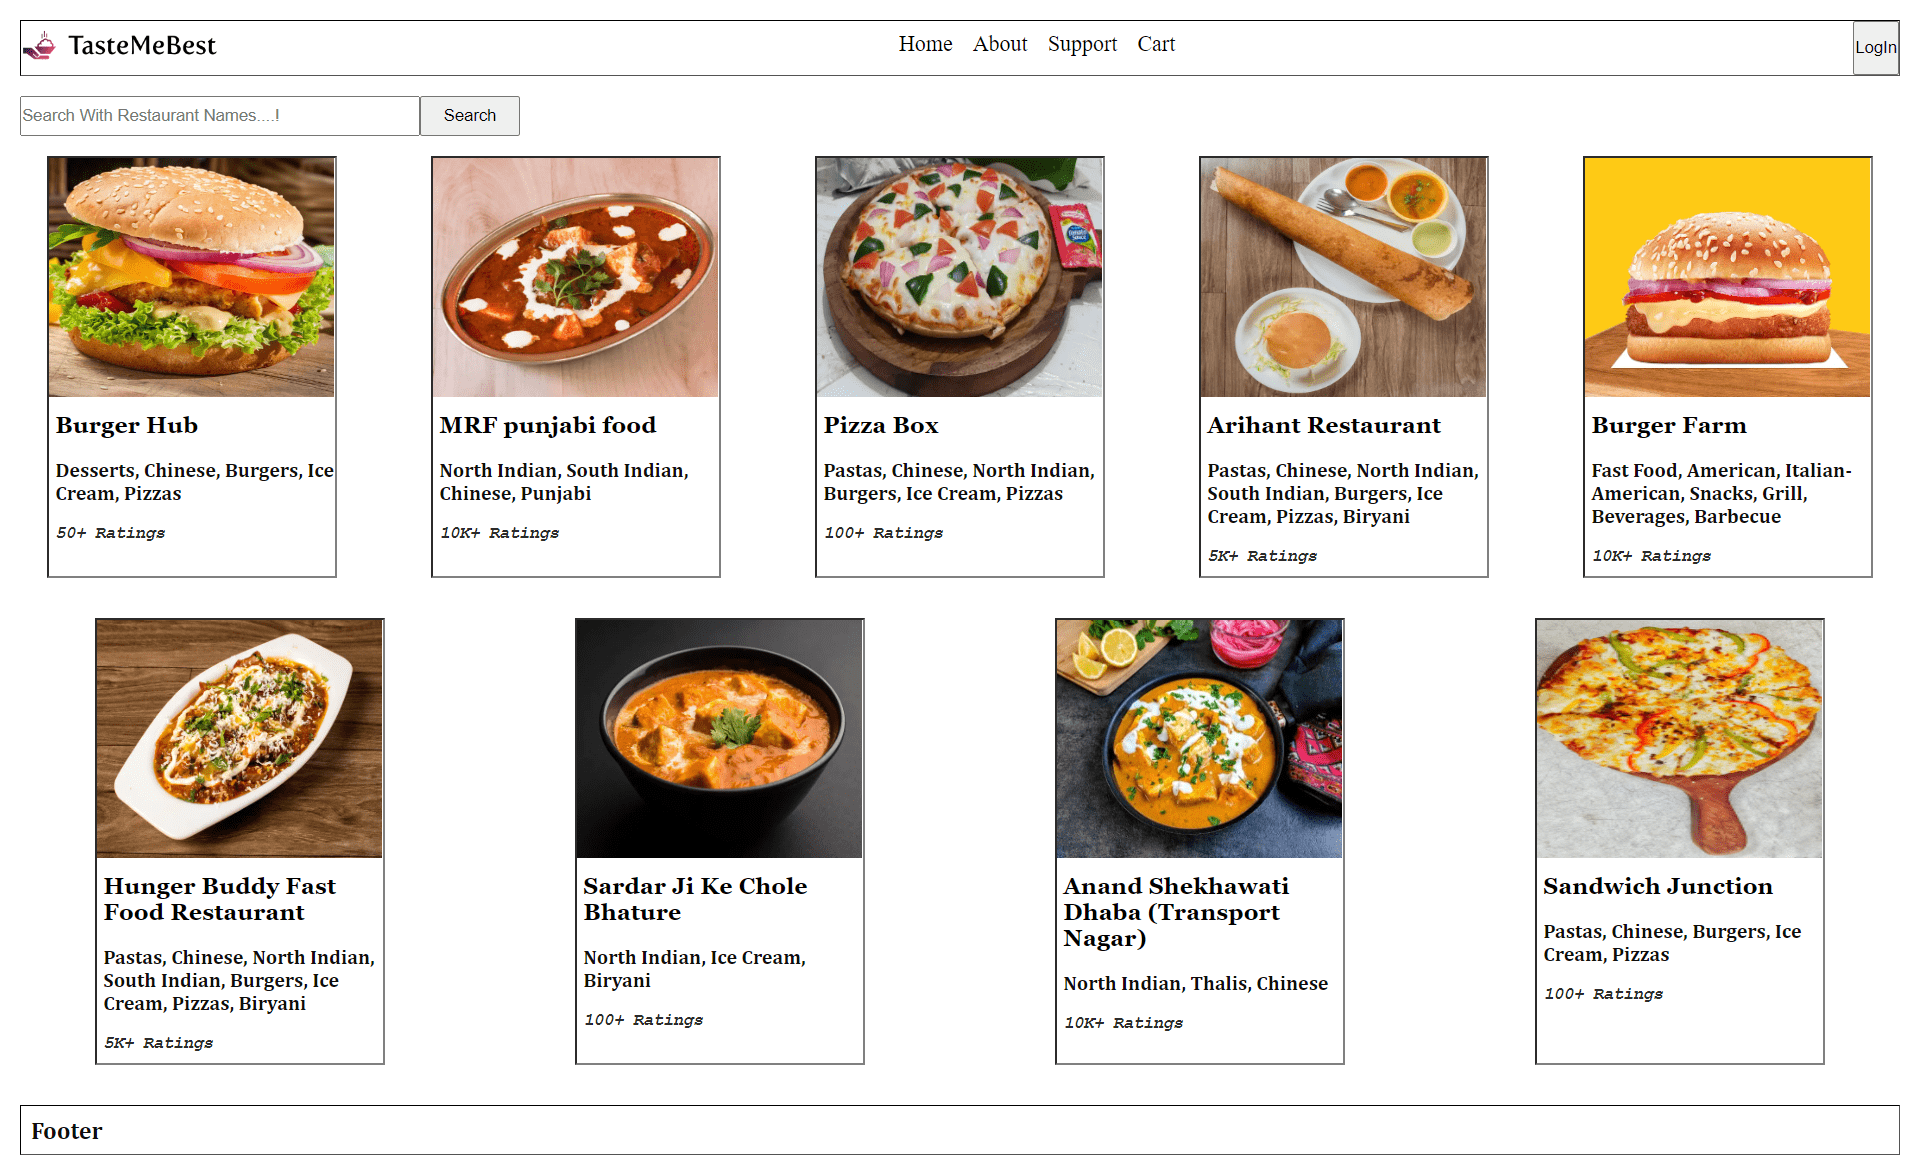 TasteMeBest
Home About Support Cart
LogIn
Search With Restaurant Names....!
Search
Burger Hub
Desserts, Chinese, Burgers, Ice
Cream, Pizzas
50+ Ratings
MRF punjabi food
North Indian, South Indian,
Chinese, Punjabi
10K+ Ratings
Pizza Box
Pastas, Chinese, North Indian,
Burgers, Ice Cream, Pizzas
100+ Ratings
Arihant Restaurant
Pastas, Chinese, North Indian,
South Indian, Burgers, Ice
Cream, Pizzas, Biryani
5K+ Ratings
Burger Farm
Fast Food, American, Italian-
American, Snacks, Grill,
Beverages, Barbecue
10K+ Ratings
Hunger Buddy Fast
Food Restaurant
Pastas, Chinese, North Indian,
South Indian, Burgers, Ice
Cream, Pizzas, Biryani
5K+ Ratings
Sardar Ji Ke Chole
Bhature
North Indian, Ice Cream,
Biryani
100+ Ratings
Anand Shekhawati
Dhaba (Transport
Nagar)
North Indian, Thalis, Chinese
10K+ Ratings
Sandwich Junction
Pastas, Chinese, Burgers, Ice
Cream, Pizzas
100+ Ratings
Footer